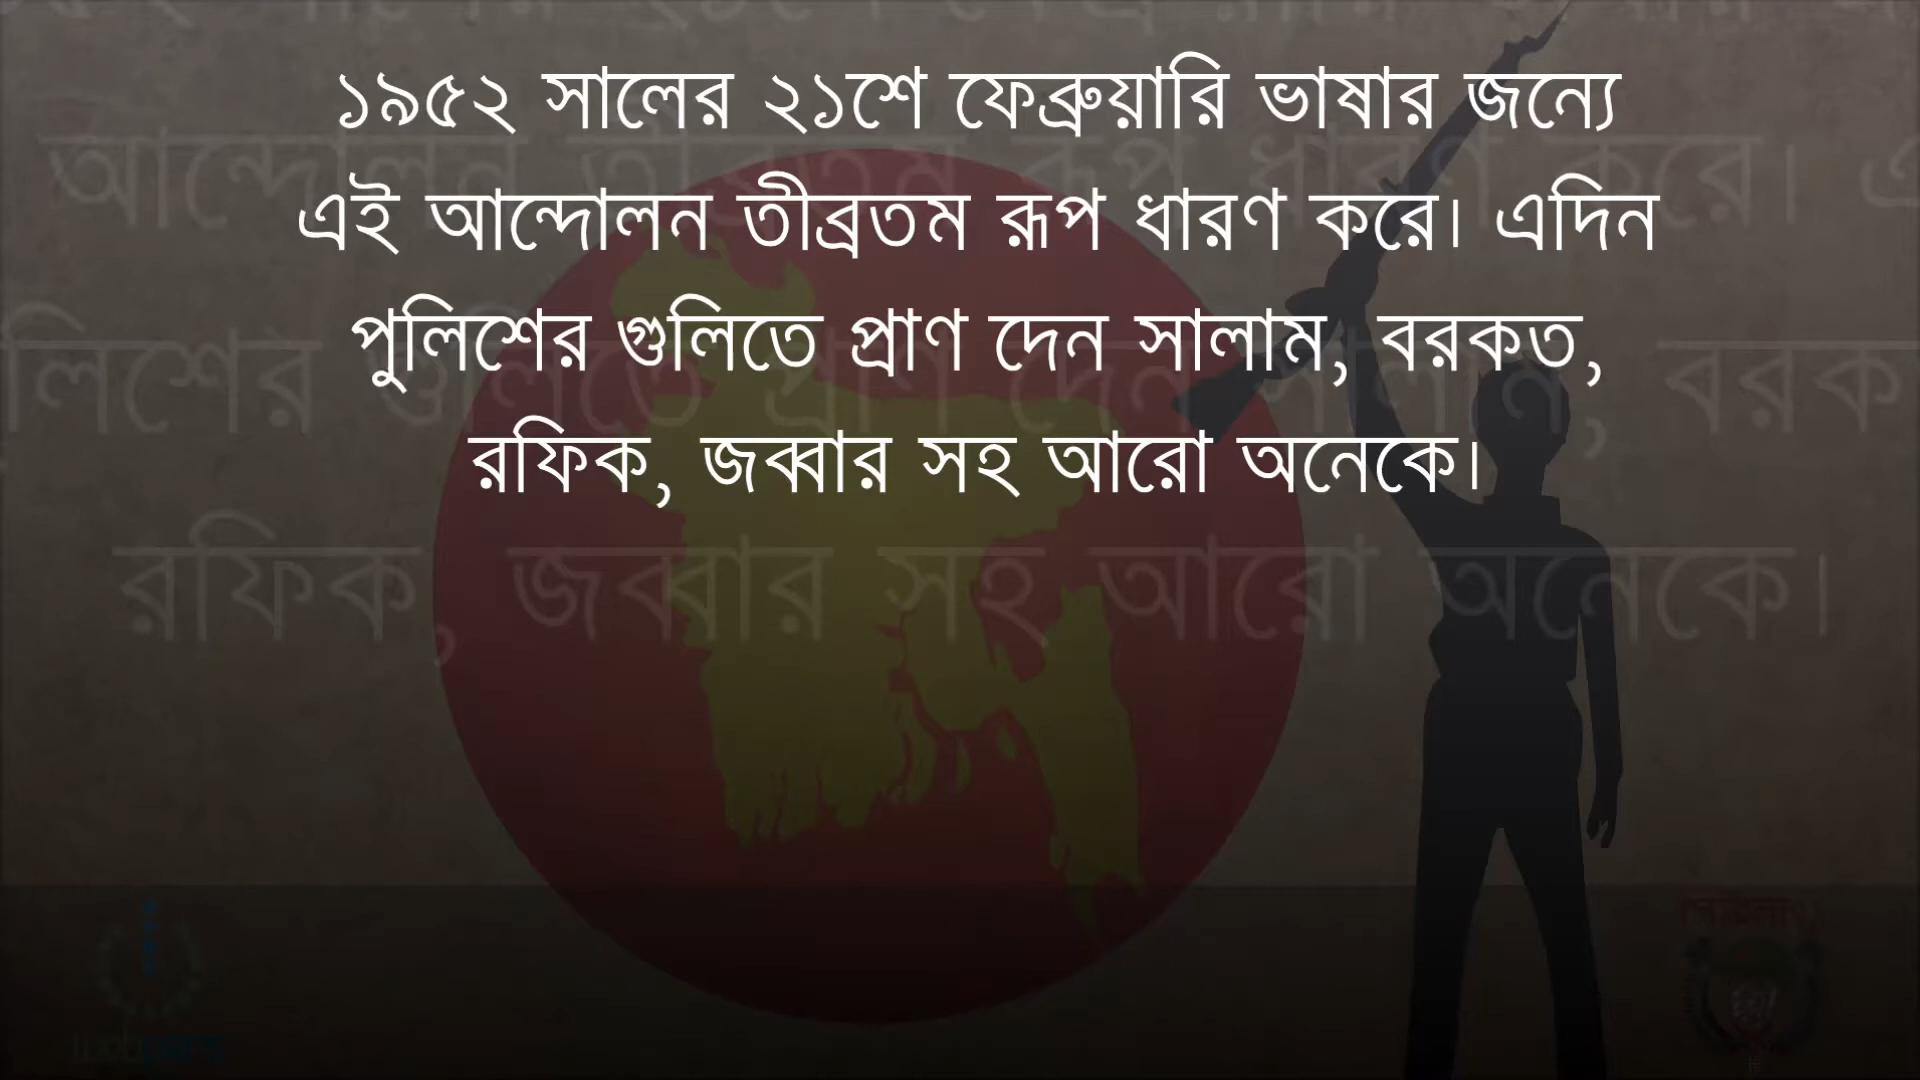 ১৯৫২ সালের ২১শে ফেব্রুয়ারি ভাষার জন্যে
এই আন্দোলন তীব্রতম রূপ ধারণ করে। এদিন
পুলিশের গুলিতে প্রাণ দেন সালাম, বরকত,
রফিক, জব্বার সহ আরো অনেকে।